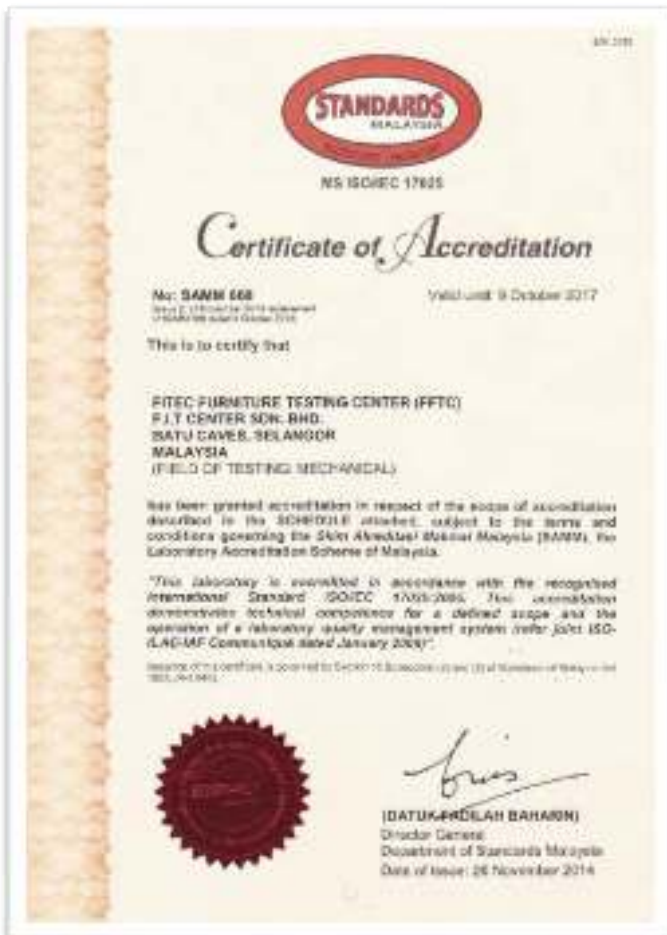 STANDARDS
MALAYSIA
MS ISO/IEC 17025
Certificate of Accreditation
No: SAMM 668
Valid until: 9 October 2017
This is to certify that
FITEC FURNITURE TESTING CENTER (FFTC)
F.I.T CENTER SDN. BHD.
BATU CAVES, SELANGOR
MALAYSIA
(FIELD OF TESTING: MECHANICAL)
has been granted accreditation in respect of the scope of accreditation
described in the SCHEDULE attached, subject to the terms and
conditions governing the Skim Akreditasi Makmal Malaysia (SAMM), the
Laboratory Accreditation Scheme of Malaysia.
"This laboratory is accredited in accordance with the recognised
International Standard ISO/IEC 17025:2005. This accreditation
demonstrates technical competence for a defined scope and the
operation of a laboratory quality management system (refer joint ISO-
ILAC-IAF Communiqué dated January 2009)".
(DATUK FADILAH BAHARIN)
Director General
Department of Standards Malaysia
Date of Issue: 26 November 2014